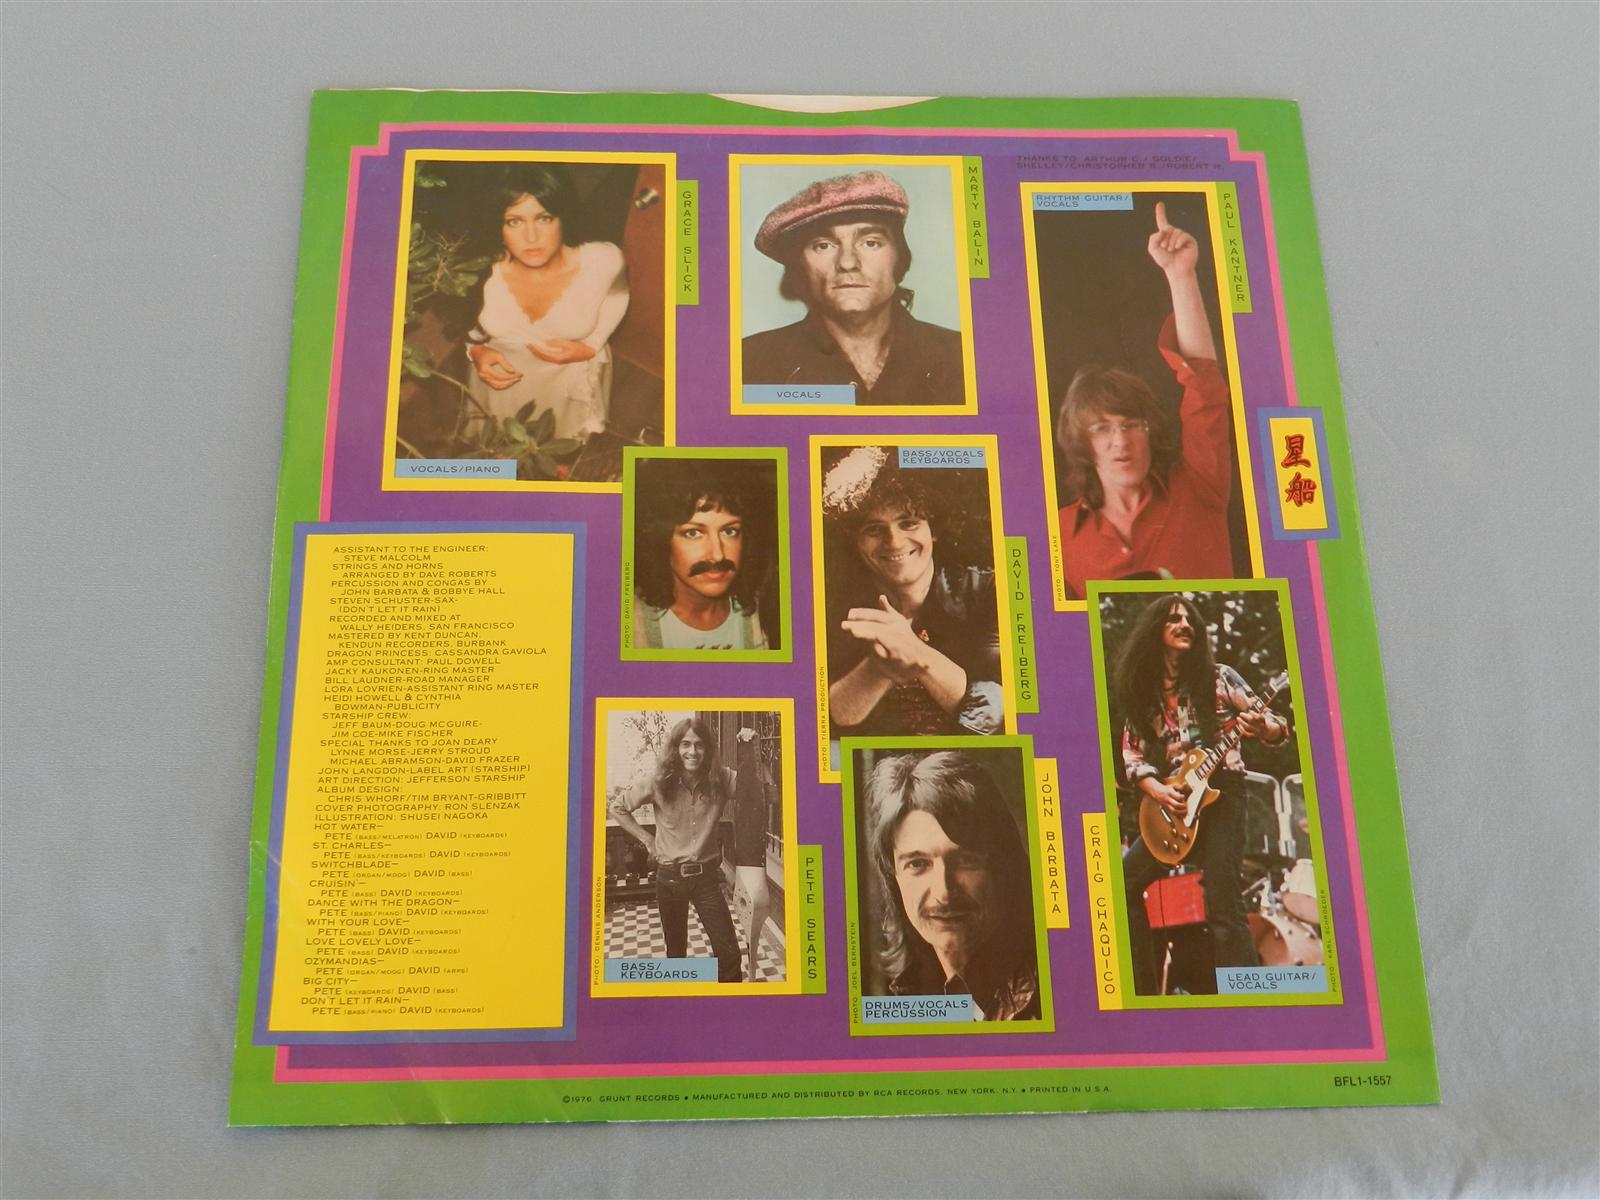 THANKS TO: ARTHUR C./ GOLDIE/
SHELLEY/CHRISTOPHER R./ROBERT H.
GRACE SLICK
VOCALS/PIANO
MARTY BALIN
VOCALS
RHYTHM GUITAR/
VOCALS
PAUL KANTNER
PHOTO: TONY LANE
星船
PHOTO: DAVID FREIBERG
BASS/VOCALS
KEYBOARDS
DAVID FREIBERG
PHOTO: TIERRA PRODUCTION
ASSISTANT TO THE ENGINEER:
STEVE MALCOLM
STRINGS AND HORNS
ARRANGED BY DAVE ROBERTS
PERCUSSION AND CONGAS BY
JOHN BARBATA & BOBBYE HALL
STEVEN SCHUSTER-SAX-
(DON'T LET IT RAIN)
RECORDED AND MIXED AT
WALLY HEIDERS, SAN FRANCISCO
MASTERED BY KENT DUNCAN,
KENDUN RECORDERS, BURBANK
DRAGON PRINCESS: CASSANDRA GAVIOLA
AMP CONSULTANT: PAUL DOWELL
JACKY KAUKONEN-RING MASTER
BILL LAUDNER-ROAD MANAGER
LORA LOVRIEN-ASSISTANT RING MASTER
HEIDI HOWELL & CYNTHIA
BOWMAN-PUBLICITY
STARSHIP CREW:
JEFF BAUM-DOUG MCGUIRE-
JIM COE-MIKE FISCHER
SPECIAL THANKS TO JOAN DEARY
LYNNE MORSE-JERRY STROUD
MICHAEL ABRAMSON-DAVID FRAZER
JOHN LANGDON-LABEL ART (STARSHIP)
ART DIRECTION: JEFFERSON STARSHIP
ALBUM DESIGN:
CHRIS WHORF/TIM BRYANT-GRIBBITT
COVER PHOTOGRAPHY: RON SLENZAK
ILLUSTRATION: SHUSEI NAGOKA
HOT WATER—
PETE (BASS/MELATRON) DAVID (KEYBOARDS)
ST. CHARLES—
PETE (BASS/KEYBOARDS) DAVID (KEYBOARDS)
SWITCHBLADE—
PETE (ORGAN/MOOG) DAVID (BASS)
CRUISIN'—
PETE (BASS) DAVID (KEYBOARDS)
DANCE WITH THE DRAGON—
PETE (BASS/PIANO) DAVID (KEYBOARDS)
WITH YOUR LOVE—
PETE (BASS) DAVID (KEYBOARDS)
LOVE LOVELY LOVE—
PETE (BASS) DAVID (KEYBOARDS)
OZYMANDIAS—
PETE (ORGAN/MOOG) DAVID (ARPS)
BIG CITY—
PETE (KEYBOARDS) DAVID (BASS)
DON'T LET IT RAIN—
PETE (BASS/PIANO) DAVID (KEYBOARDS)
PHOTO: DENNIS ANDERSON
BASS/
KEYBOARDS
PETE SEARS
PHOTO: JOEL BERNSTEIN
DRUMS/VOCALS
PERCUSSION
JOHN BARBATA
CRAIG CHAQUICO
LEAD GUITAR/
VOCALS
PHOTO: KARL SCHROEDER
©1976, GRUNT RECORDS • MANUFACTURED AND DISTRIBUTED BY RCA RECORDS, NEW YORK, N.Y. • PRINTED IN U.S.A.
BFL1-1557